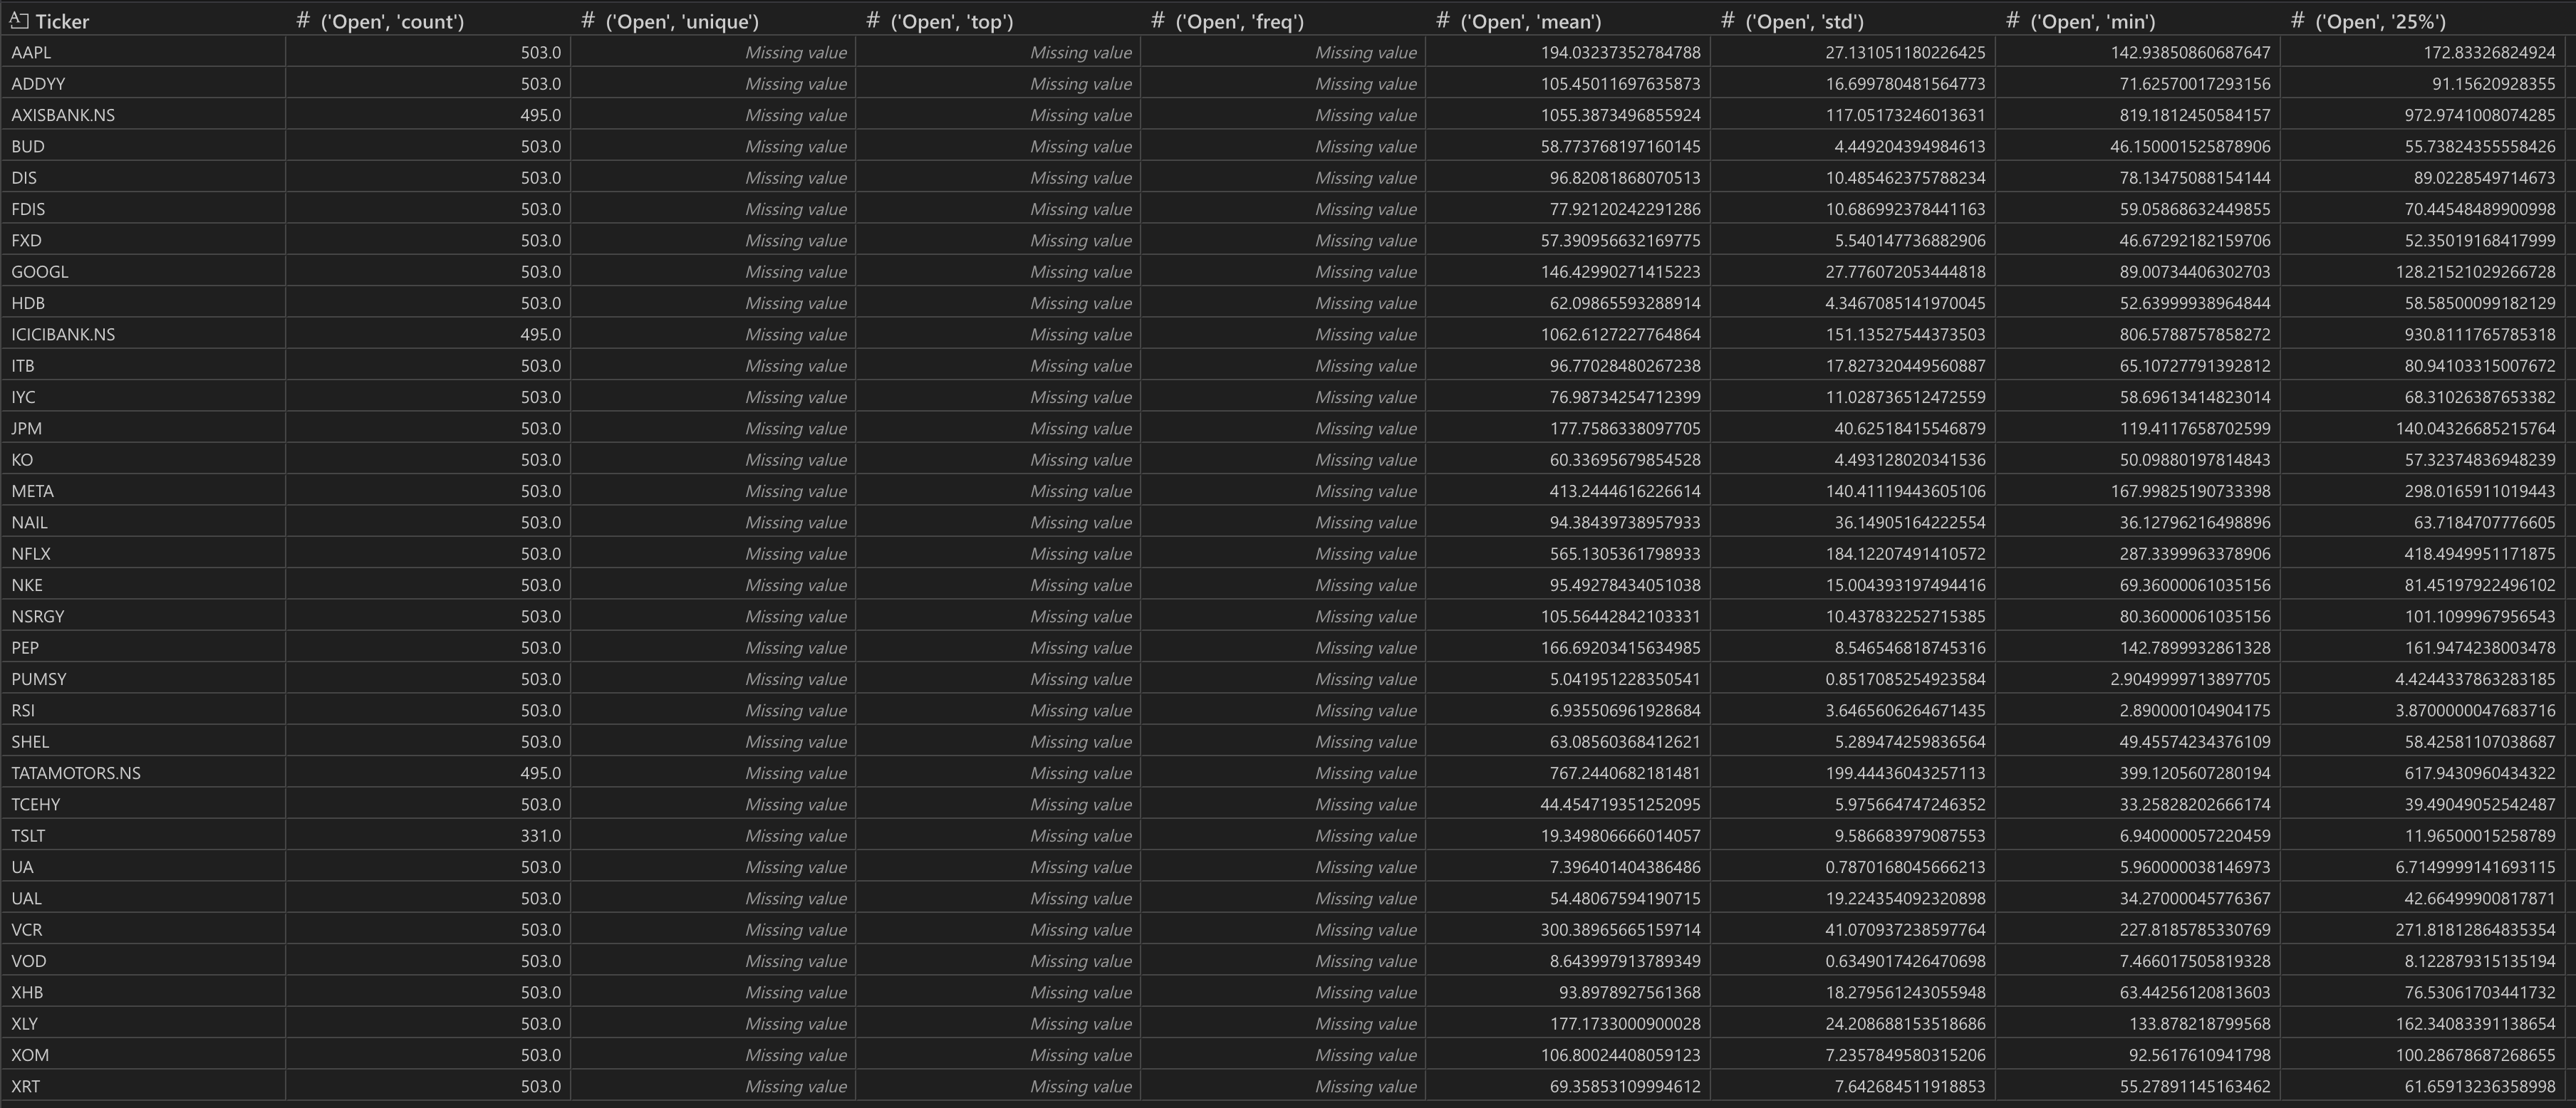 Ticker # ('Open', 'count') # ('Open', 'unique') # ('Open', 'top') # ('Open', 'freq') # ('Open', 'mean') # ('Open', 'std') # ('Open', 'min') # ('Open', '25%')
AAPL 503.0 Missing value Missing value Missing value 194.03237352784788 27.131051180226425 142.93850860687647 172.83326824924
ADDYY 503.0 Missing value Missing value Missing value 105.45011697635873 16.699780481564773 71.62570017293156 91.15620928355
AXISBANK.NS 495.0 Missing value Missing value Missing value 1055.3873496855924 117.05173246013631 819.1812450584157 972.9741008074285
BUD 503.0 Missing value Missing value Missing value 58.773768197160145 4.449204394984613 46.150001525878906 55.73824355558426
DIS 503.0 Missing value Missing value Missing value 96.82081868070513 10.485462375788234 78.13475088154144 89.0228549714673
FDIS 503.0 Missing value Missing value Missing value 77.92120242291286 10.686992378441163 59.05868632449855 70.44548489900998
FXD 503.0 Missing value Missing value Missing value 57.390956632169775 5.540147736882906 46.67292182159706 52.35019168417999
GOOGL 503.0 Missing value Missing value Missing value 146.42990271415223 27.776072053444818 89.00734406302703 128.21521029266728
HDB 503.0 Missing value Missing value Missing value 62.09865593288914 4.3467085141970045 52.63999938964844 58.58500099182129
ICICIBANK.NS 495.0 Missing value Missing value Missing value 1062.6127227764864 151.13527544373503 806.5788757858272 930.8111765785318
ITB 503.0 Missing value Missing value Missing value 96.77028480267238 17.827320449560887 65.10727791392812 80.94103315007672
IYC 503.0 Missing value Missing value Missing value 76.98734254712399 11.028736512472559 58.69613414823014 68.31026387653382
JPM 503.0 Missing value Missing value Missing value 177.7586338097705 40.62518415546879 119.4117658702599 140.04326685215764
KO 503.0 Missing value Missing value Missing value 60.33695679854528 4.493128020341536 50.09880197814843 57.32374836948239
META 503.0 Missing value Missing value Missing value 413.2444616226614 140.41119443605106 167.99825190733398 298.0165911019443
NAIL 503.0 Missing value Missing value Missing value 94.38439738957933 36.14905164222554 36.12796216498896 63.7184707776605
NFLX 503.0 Missing value Missing value Missing value 565.1305361798933 184.12207491410572 287.3399963378906 418.4949951171875
NKE 503.0 Missing value Missing value Missing value 95.49278434051038 15.004393197494416 69.36000061035156 81.45197922496102
NSRGY 503.0 Missing value Missing value Missing value 105.56442842103331 10.437832252715385 80.36000061035156 101.1099967956543
PEP 503.0 Missing value Missing value Missing value 166.69203415634985 8.546546818745316 142.7899932861328 161.9474238003478
PUMSY 503.0 Missing value Missing value Missing value 5.041951228350541 0.8517085254923584 2.9049999713897705 4.4244337863283185
RSI 503.0 Missing value Missing value Missing value 6.935506961928684 3.6465606264671435 2.890000104904175 3.8700000047683716
SHEL 503.0 Missing value Missing value Missing value 63.08560368412621 5.289474259836564 49.45574234376109 58.42581107038687
TATAMOTORS.NS 495.0 Missing value Missing value Missing value 767.2440682181481 199.44436043257113 399.1205607280194 617.9430960434322
TCEHY 503.0 Missing value Missing value Missing value 44.454719351252095 5.975664747246352 33.25828202666174 39.49049052542487
TSLT 331.0 Missing value Missing value Missing value 19.349806666014057 9.586683979087553 6.940000057220459 11.96500015258789
UA 503.0 Missing value Missing value Missing value 7.396401404386486 0.7870168045666213 5.960000038146973 6.7149999141693115
UAL 503.0 Missing value Missing value Missing value 54.48067594190715 19.224354092320898 34.27000045776367 42.66499900817871
VCR 503.0 Missing value Missing value Missing value 300.38965665159714 41.070937238597764 227.8185785330769 271.81812864835354
VOD 503.0 Missing value Missing value Missing value 8.643997913789349 0.6349017426470698 7.466017505819328 8.122879315135194
XHB 503.0 Missing value Missing value Missing value 93.8978927561368 18.279561243055948 63.44256120813603 76.53061703441732
XLY 503.0 Missing value Missing value Missing value 177.1733000900028 24.208688153518686 133.878218799568 162.34083391138654
XOM 503.0 Missing value Missing value Missing value 106.80024408059123 7.2357849580315206 92.5617610941798 100.28678687268655
XRT 503.0 Missing value Missing value Missing value 69.35853109994612 7.642684511918853 55.27891145163462 61.65913236358998